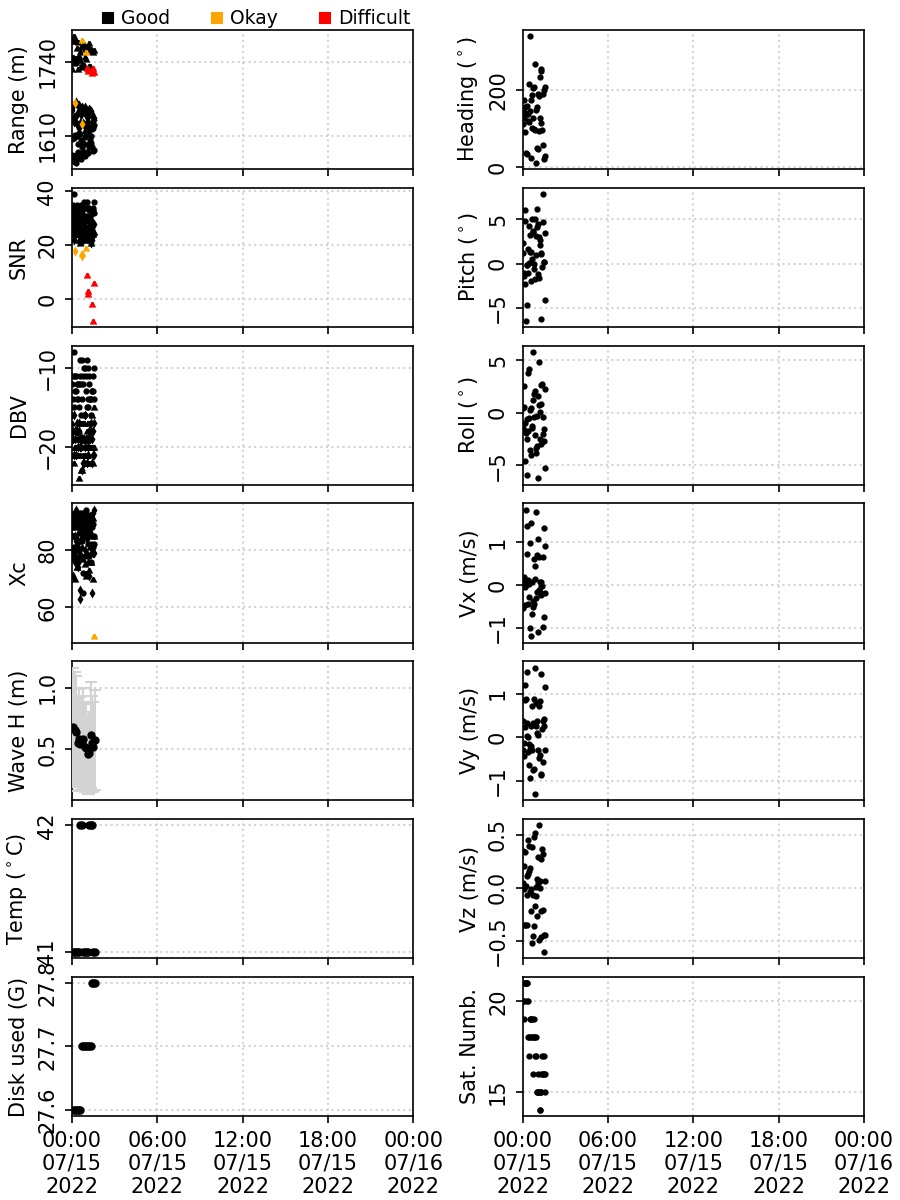 Good Okay Difficult
Range (m)
1740
1610
Heading (°)
200
0
SNR
40
20
0
Pitch (°)
5
0
−5
DBV
−10
−20
Roll (°)
5
0
−5
Xc
80
60
Vx (m/s)
1
0
−1
Wave H (m)
1.0
0.5
Vy (m/s)
1
0
−1
Temp (°C)
42
41
Vz (m/s)
0.5
0.0
−0.5
Disk used (G)
27.8
27.7
27.6
Sat. Numb.
20
15
00:00 06:00 12:00 18:00 00:00
07/15 07/15 07/15 07/15 07/16
2022 2022 2022 2022 2022
00:00 06:00 12:00 18:00 00:00
07/15 07/15 07/15 07/15 07/16
2022 2022 2022 2022 2022